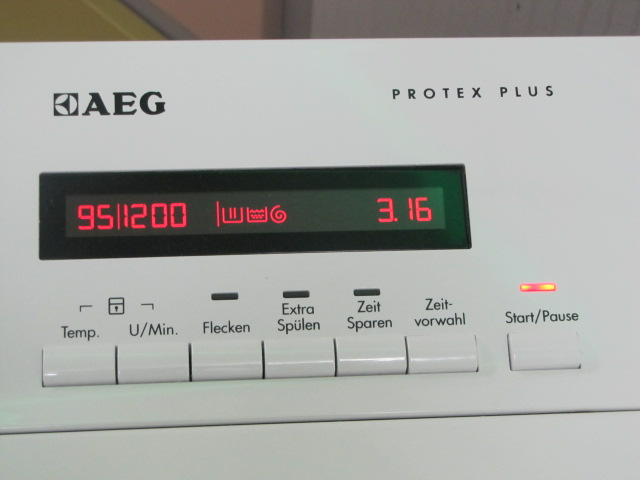 AEG
PROTEX PLUS
95 1200 3.16
Temp.
U/Min.
Flecken
Extra
Spülen
Zeit
Sparen
Zeit-
vorwahl
Start/Pause